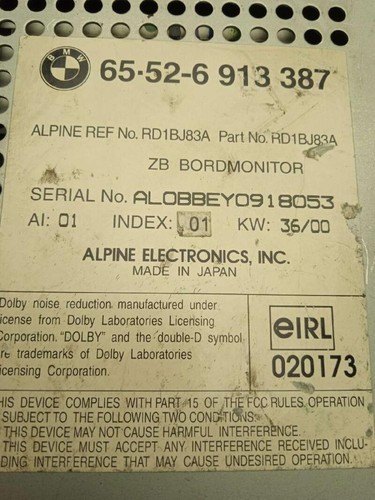 BMW
65·52-6 913 387
ALPINE REF No. RD1BJ83A Part No. RD1BJ83A
ZB BORDMONITOR
SERIAL No. ALOBBEY0918053
AI: 01 INDEX: 01 KW: 36/00
ALPINE ELECTRONICS, INC.
MADE IN JAPAN
Dolby noise reduction manufactured under
license from Dolby Laboratories Licensing
Corporation. "DOLBY" and the double-D symbol
are trademarks of Dolby Laboratories
Licensing Corporation.
eIRL
020173
THIS DEVICE COMPLIES WITH PART 15 OF THE FCC RULES. OPERATION
SUBJECT TO THE FOLLOWING TWO CONDITIONS:
THIS DEVICE MAY NOT CAUSE HARMFUL INTERFERENCE.
THIS DEVICE MUST ACCEPT ANY INTERFERENCE RECEIVED INCLU-
DING INTERFERENCE THAT MAY CAUSE UNDESIRED OPERATION.